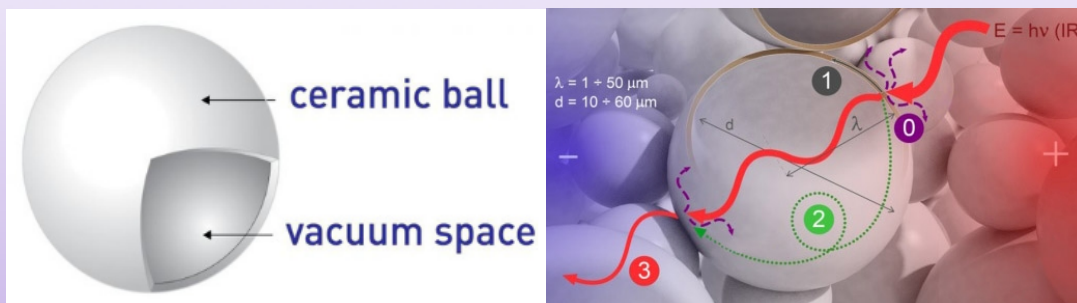 ceramic ball
vacuum space
E = hν (IR
λ = 1 ÷ 50 μm
d = 10 ÷ 60 μm
1
0
d
λ
–
+
2
3